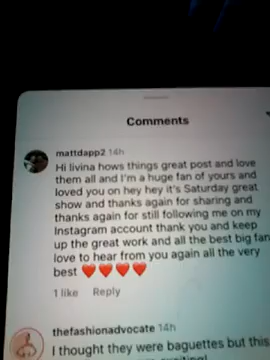 Comments
mattdapp2 14h
Hi livina hows things great post and love
them all and I'm a huge fan of yours and
loved you on hey hey it's Saturday great
show and thanks again for sharing and
thanks again for still following me on my
Instagram account thank you and keep
up the great work and all the best big fan
love to hear from you again all the very
best ❤️❤️❤️❤️
1 like Reply
thefashionadvocate 14h
I thought they were baguettes but this